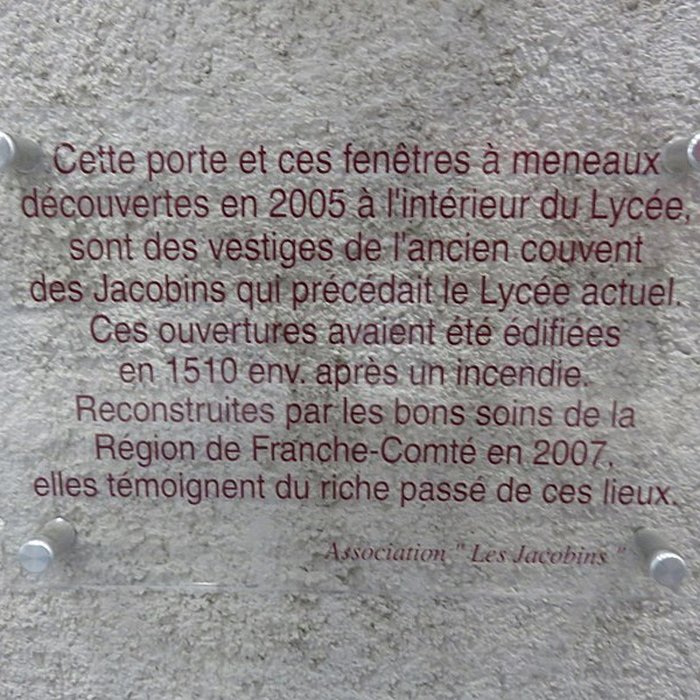 Cette porte et ces fenêtres à meneaux
découvertes en 2005 à l'intérieur du Lycée,
sont des vestiges de l'ancien couvent
des Jacobins qui précédait le Lycée actuel.
Ces ouvertures avaient été édifiées
en 1510 env. après un incendie.
Reconstruites par les bons soins de la
Région de Franche-Comté en 2007,
elles témoignent du riche passé de ces lieux.
Association " Les Jacobins "